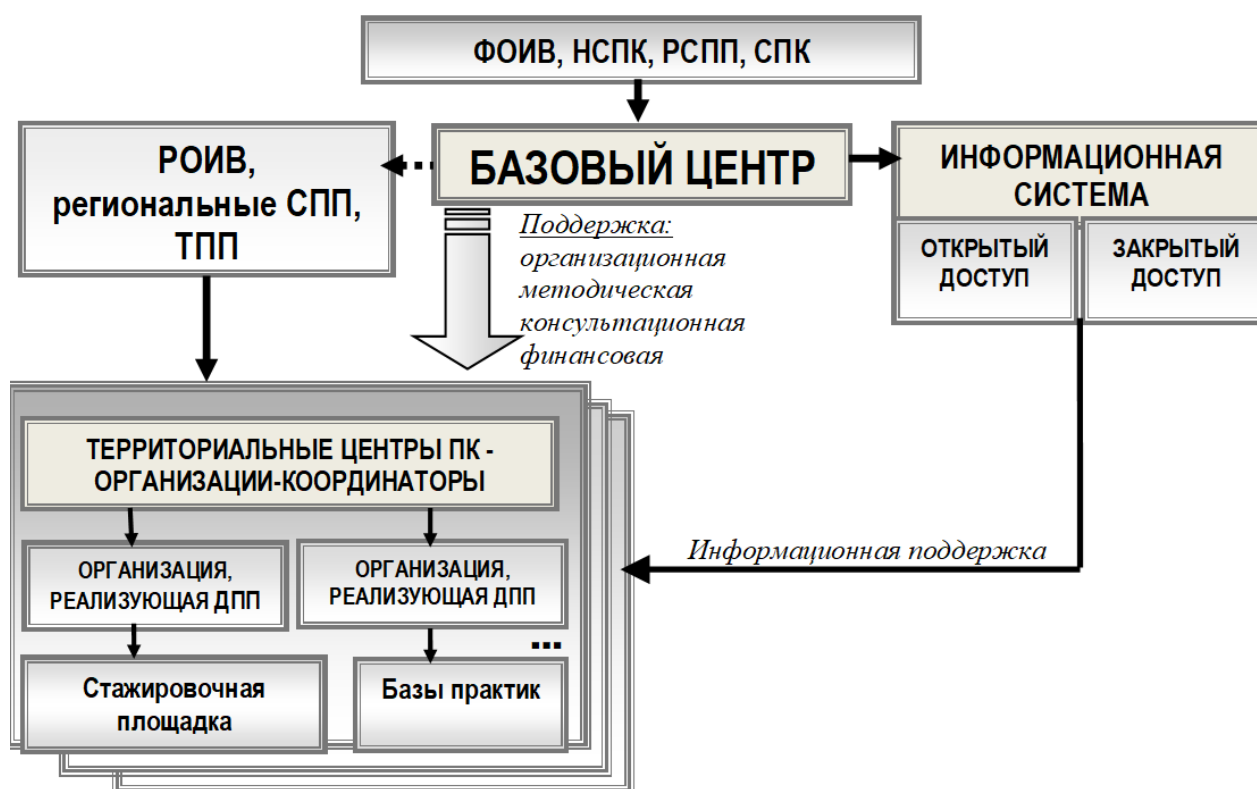 ФОИВ, НСПК, РСПП, СПК
РОИВ,
региональные СПП,
ТПП
БАЗОВЫЙ ЦЕНТР
ИНФОРМАЦИОННАЯ
СИСТЕМА
ОТКРЫТЫЙ
ДОСТУП
ЗАКРЫТЫЙ
ДОСТУП
Поддержка:
организационная
методическая
консультационная
финансовая
ТЕРРИТОРИАЛЬНЫЕ ЦЕНТРЫ ПК -
ОРГАНИЗАЦИИ-КООРДИНАТОРЫ
ОРГАНИЗАЦИЯ,
РЕАЛИЗУЮЩАЯ ДПП
ОРГАНИЗАЦИЯ,
РЕАЛИЗУЮЩАЯ ДПП
...
Стажировочная
площадка
Базы практик
Информационная поддержка